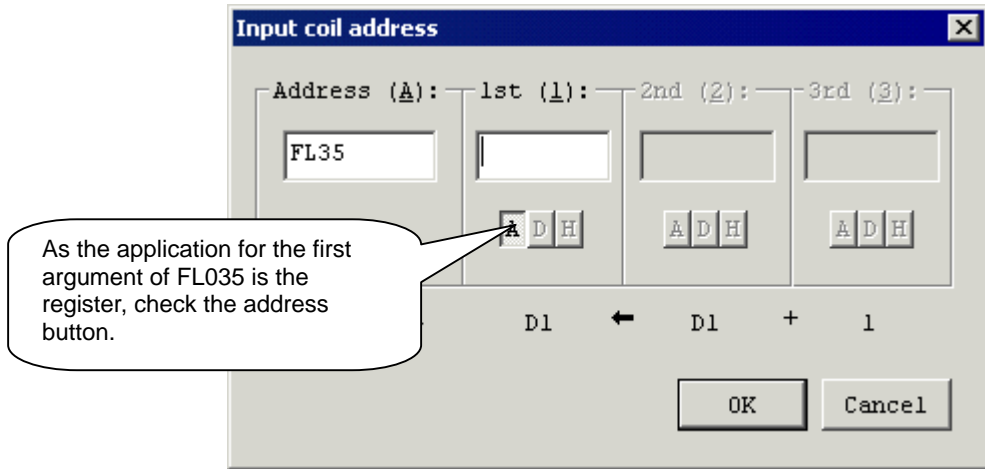 Input coil address
Address (A): 1st (1): 2nd (2): 3rd (3):
FL35
A D H A D H A D H
As the application for the first
argument of FL035 is the
register, check the address
button.
D1 ← D1 + 1
OK Cancel